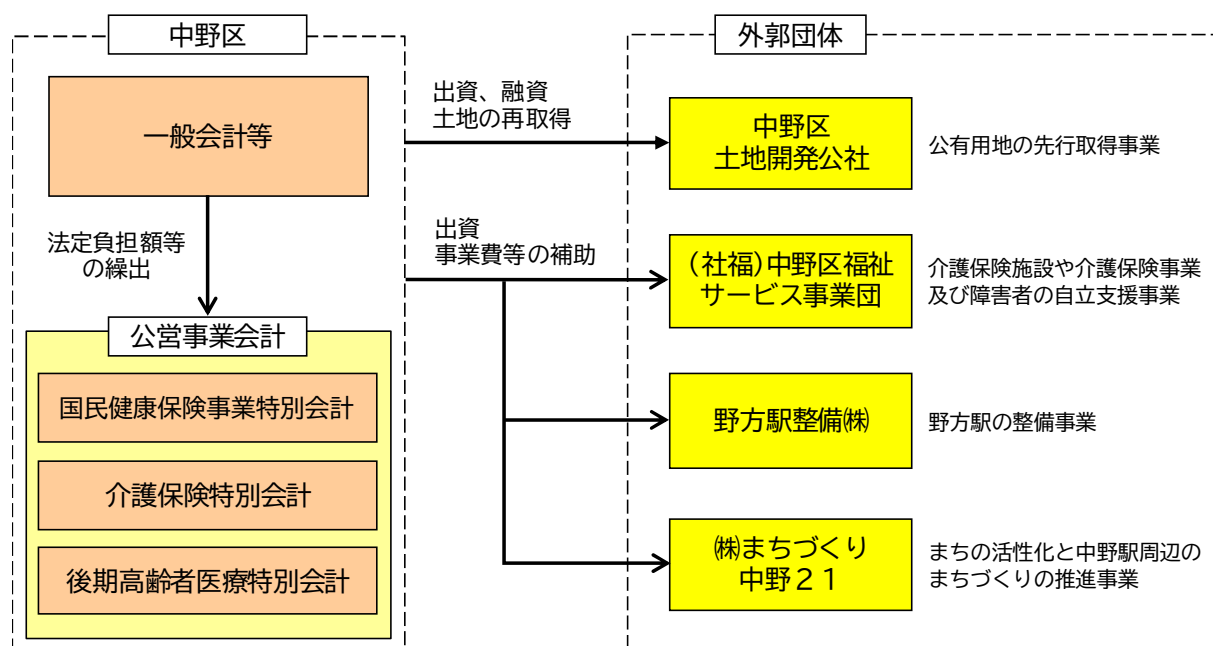 中野区
一般会計等
法定負担額等
の繰出
公営事業会計
国民健康保険事業特別会計
介護保険特別会計
後期高齢者医療特別会計
出資、融資
土地の再取得
出資
事業費等の補助
外郭団体
中野区
土地開発公社
公有用地の先行取得事業
(社福)中野区福祉
サービス事業団
介護保険施設や介護保険事業
及び障害者の自立支援事業
野方駅整備㈱
野方駅の整備事業
㈱まちづくり
中野21
まちの活性化と中野駅周辺の
まちづくりの推進事業